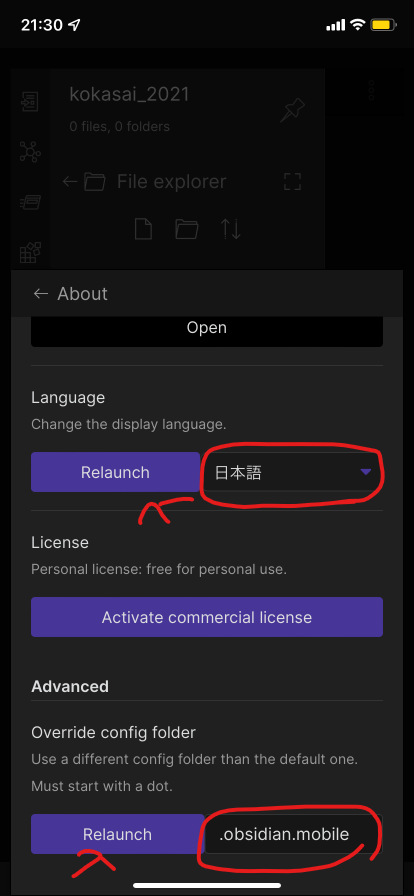 21:30
kokasai_2021
0 files, 0 folders
File explorer
About
Open
Language
Change the display language.
Relaunch
日本語
License
Personal license: free for personal use.
Activate commercial license
Advanced
Override config folder
Use a different config folder than the default one.
Must start with a dot.
Relaunch
.obsidian.mobile